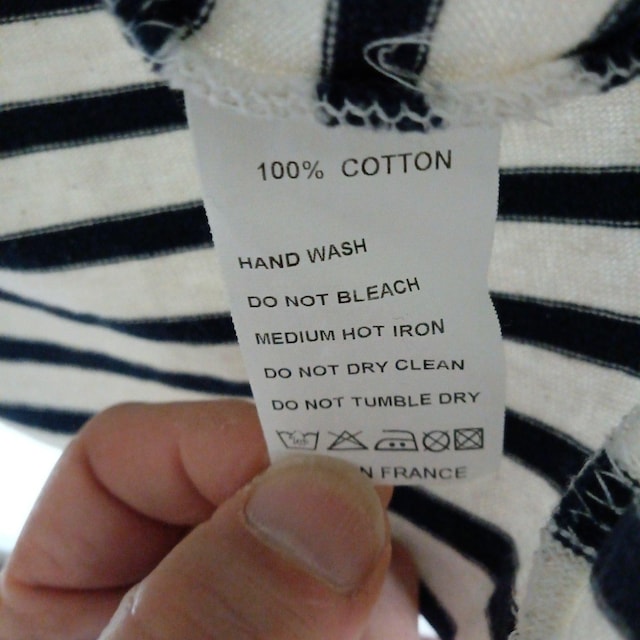 100% COTTON
HAND WASH
DO NOT BLEACH
MEDIUM HOT IRON
DO NOT DRY CLEAN
DO NOT TUMBLE DRY
FRANCE